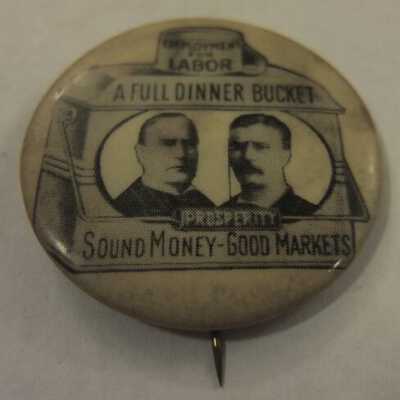 EMPLOYMENT
FOR
LABOR
A FULL DINNER BUCKET
PROSPERITY
SOUND MONEY-GOOD MARKETS